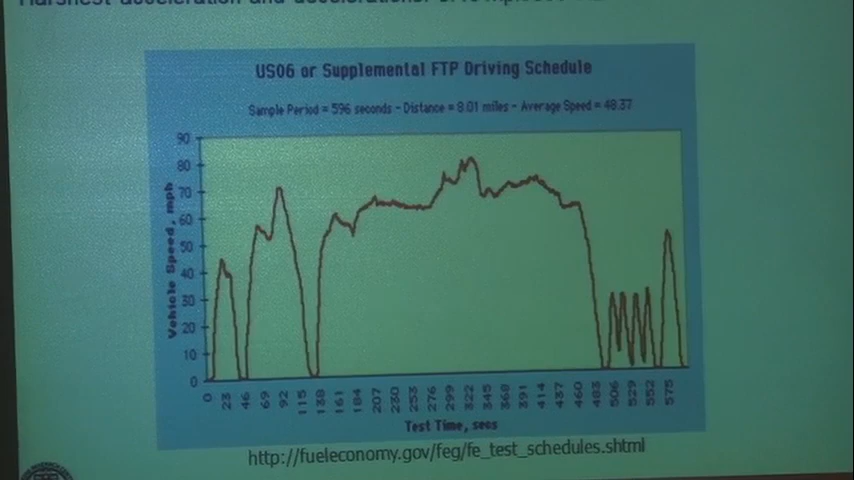 US06 or Supplemental FTP Driving Schedule
Sample Period = 596 seconds - Distance = 8.01 miles - Average Speed = 48.37
90
80
70
60
50
40
30
20
10
0
Vehicle Speed, mph
0 23 46 69 92 115 138 161 184 207 230 253 276 299 322 345 368 391 414 437 460 483 506 529 552 575
Test Time, secs
http://fueleconomy.gov/feg/fe_test_schedules.shtml